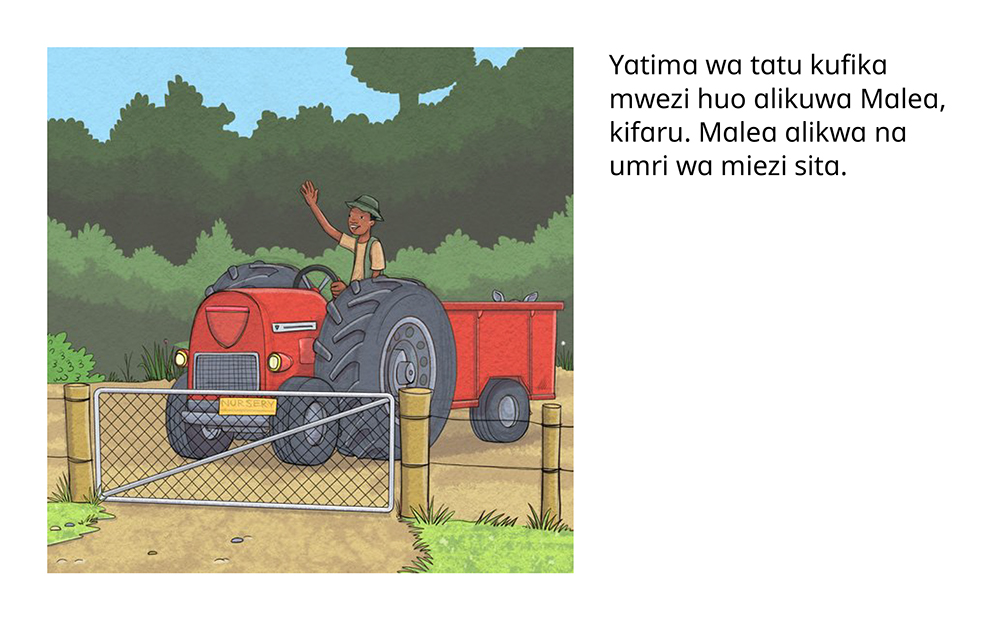 Yatima wa tatu kufika
mwezi huo alikuwa Malea,
kifaru. Malea alikwa na
umri wa miezi sita.
NURSERY